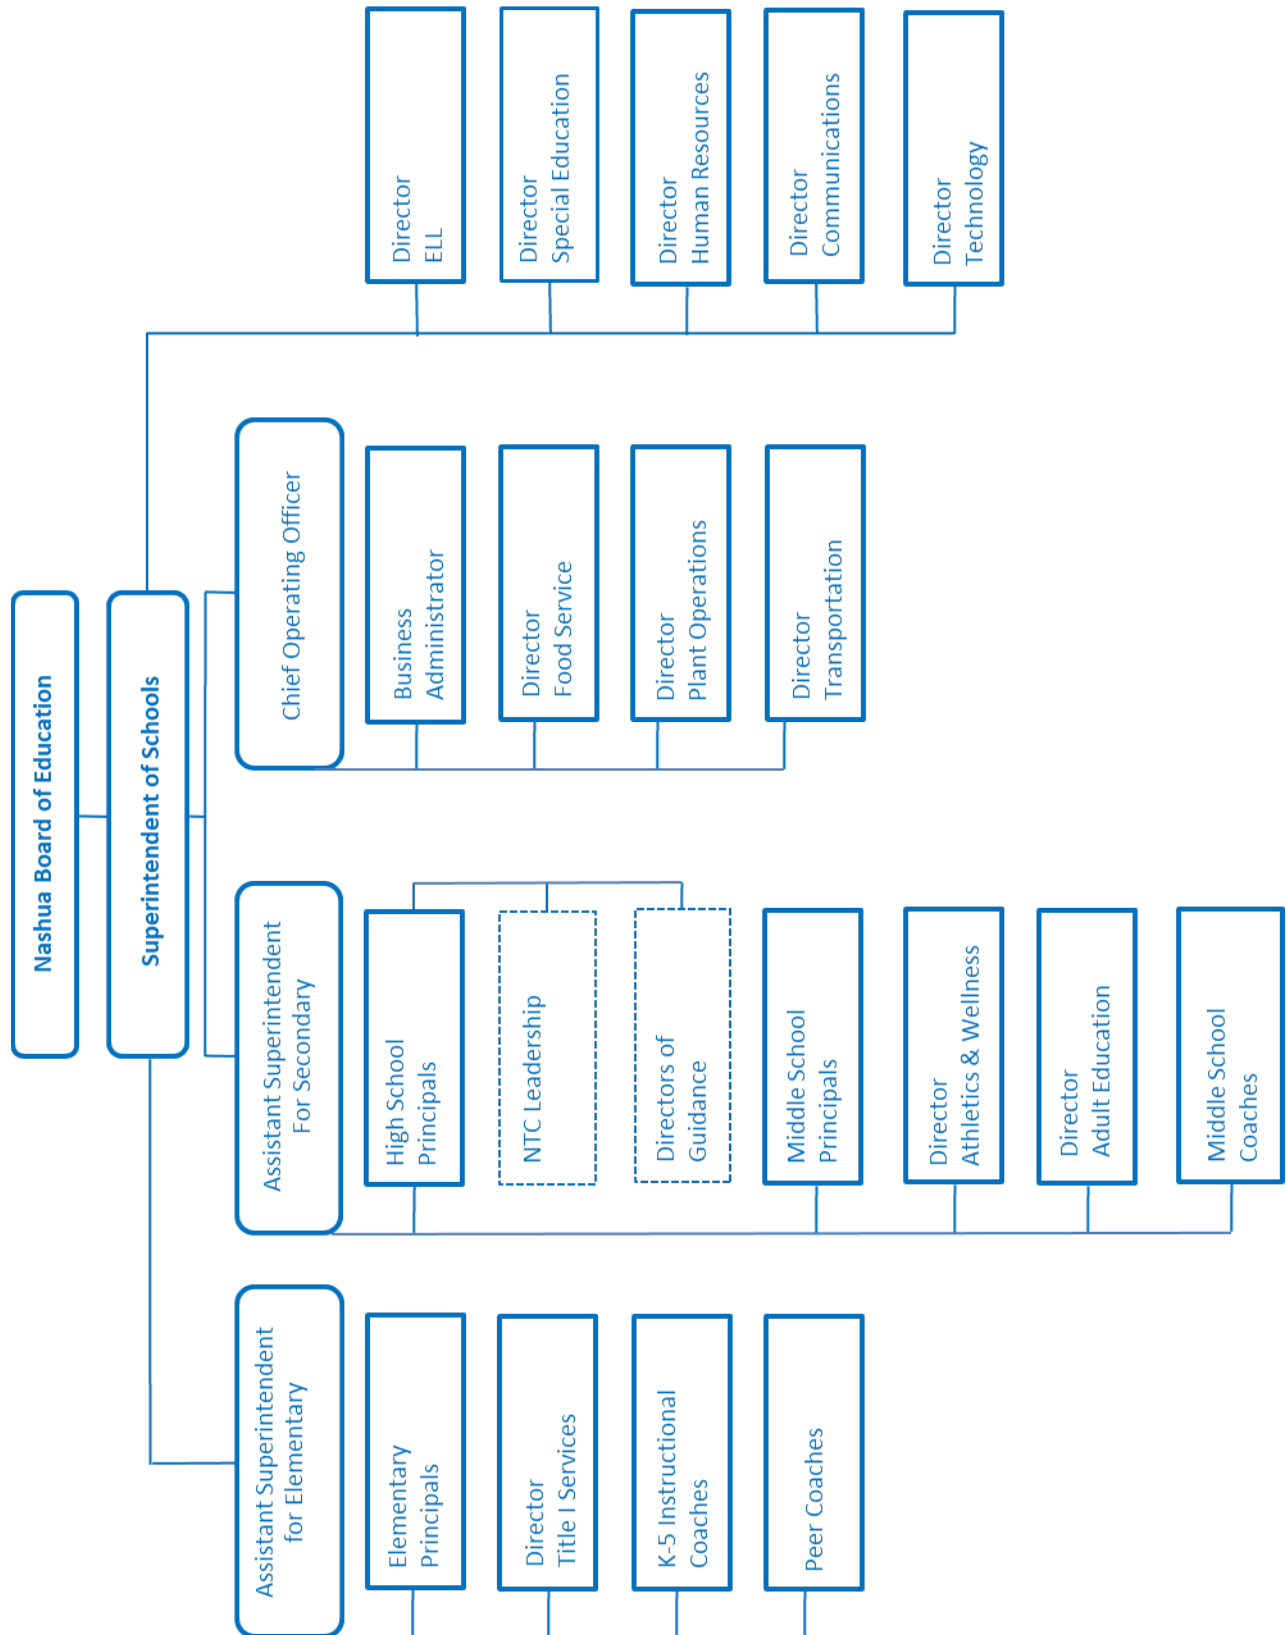 Nashua Board of Education
Superintendent of Schools
Assistant Superintendent
for Elementary
Elementary
Principals
Director
Title I Services
K-5 Instructional
Coaches
Peer Coaches
Assistant Superintendent
For Secondary
High School
Principals
NTC Leadership
Directors of
Guidance
Middle School
Principals
Director
Athletics & Wellness
Director
Adult Education
Middle School
Coaches
Chief Operating Officer
Business
Administrator
Director
Food Service
Director
Plant Operations
Director
Transportation
Director
ELL
Director
Special Education
Director
Human Resources
Director
Communications
Director
Technology